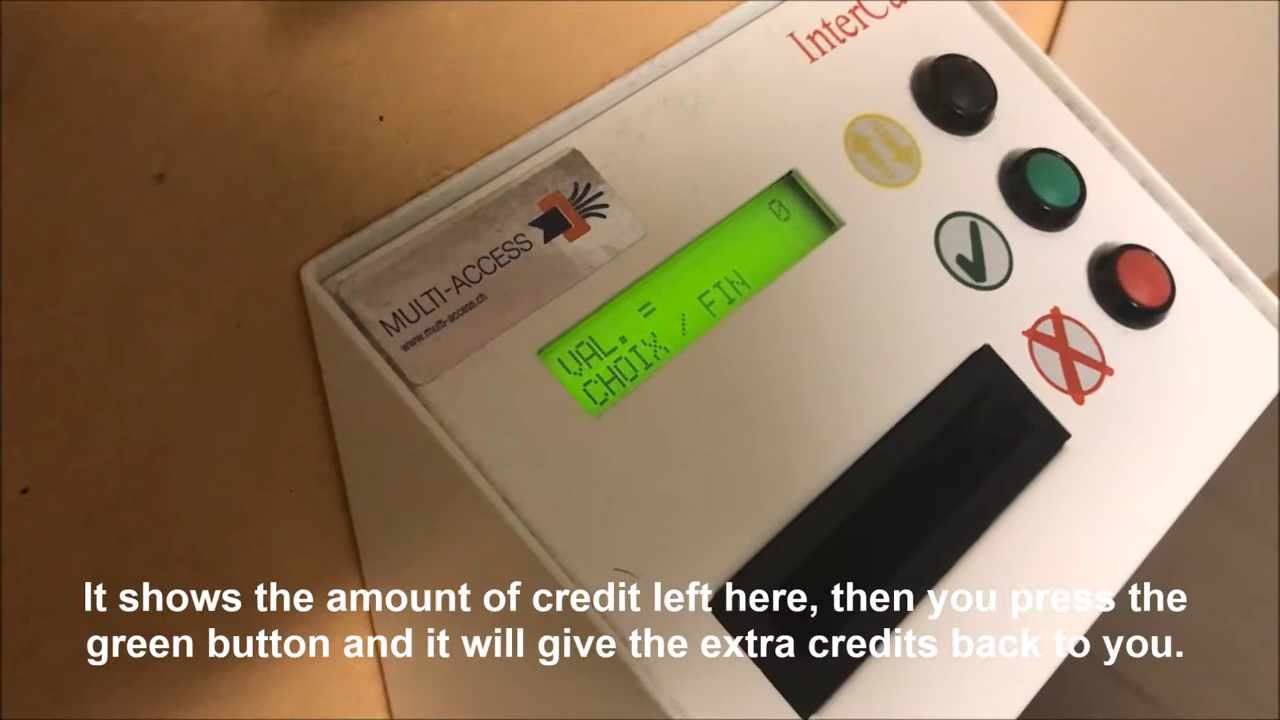 MULTI-ACCESS
www.multi-access.ch
0
VAL. =
CHOIX / FIN
It shows the amount of credit left here, then you press the
green button and it will give the extra credits back to you.